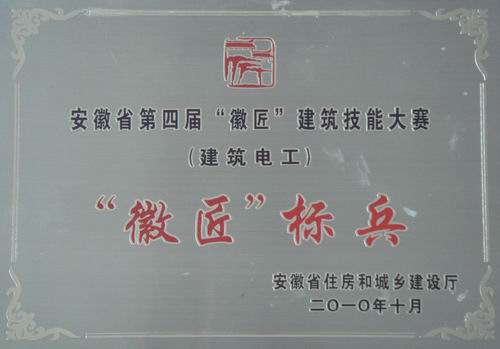 安徽省第四届“徽匠”建筑技能大赛
(建筑电工)
“徽匠”标兵
安徽省住房和城乡建设厅
二O一O年十月